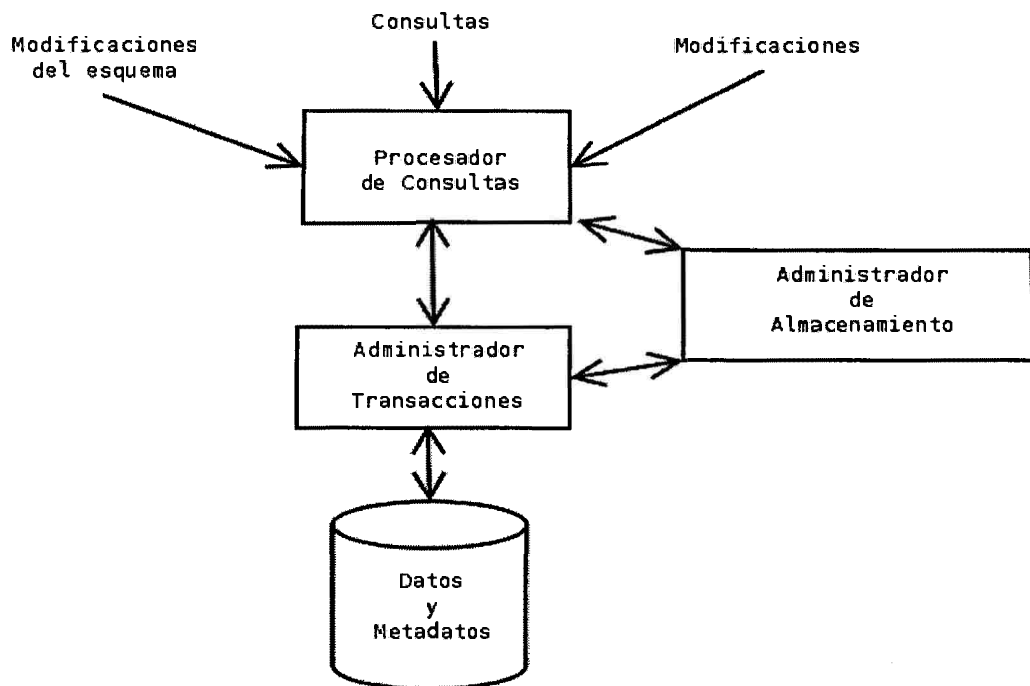 Consultas
Modificaciones
del esquema
Modificaciones
Procesador
de Consultas
Administrador
de
Almacenamiento
Administrador
de
Transacciones
Datos
y
Metadatos